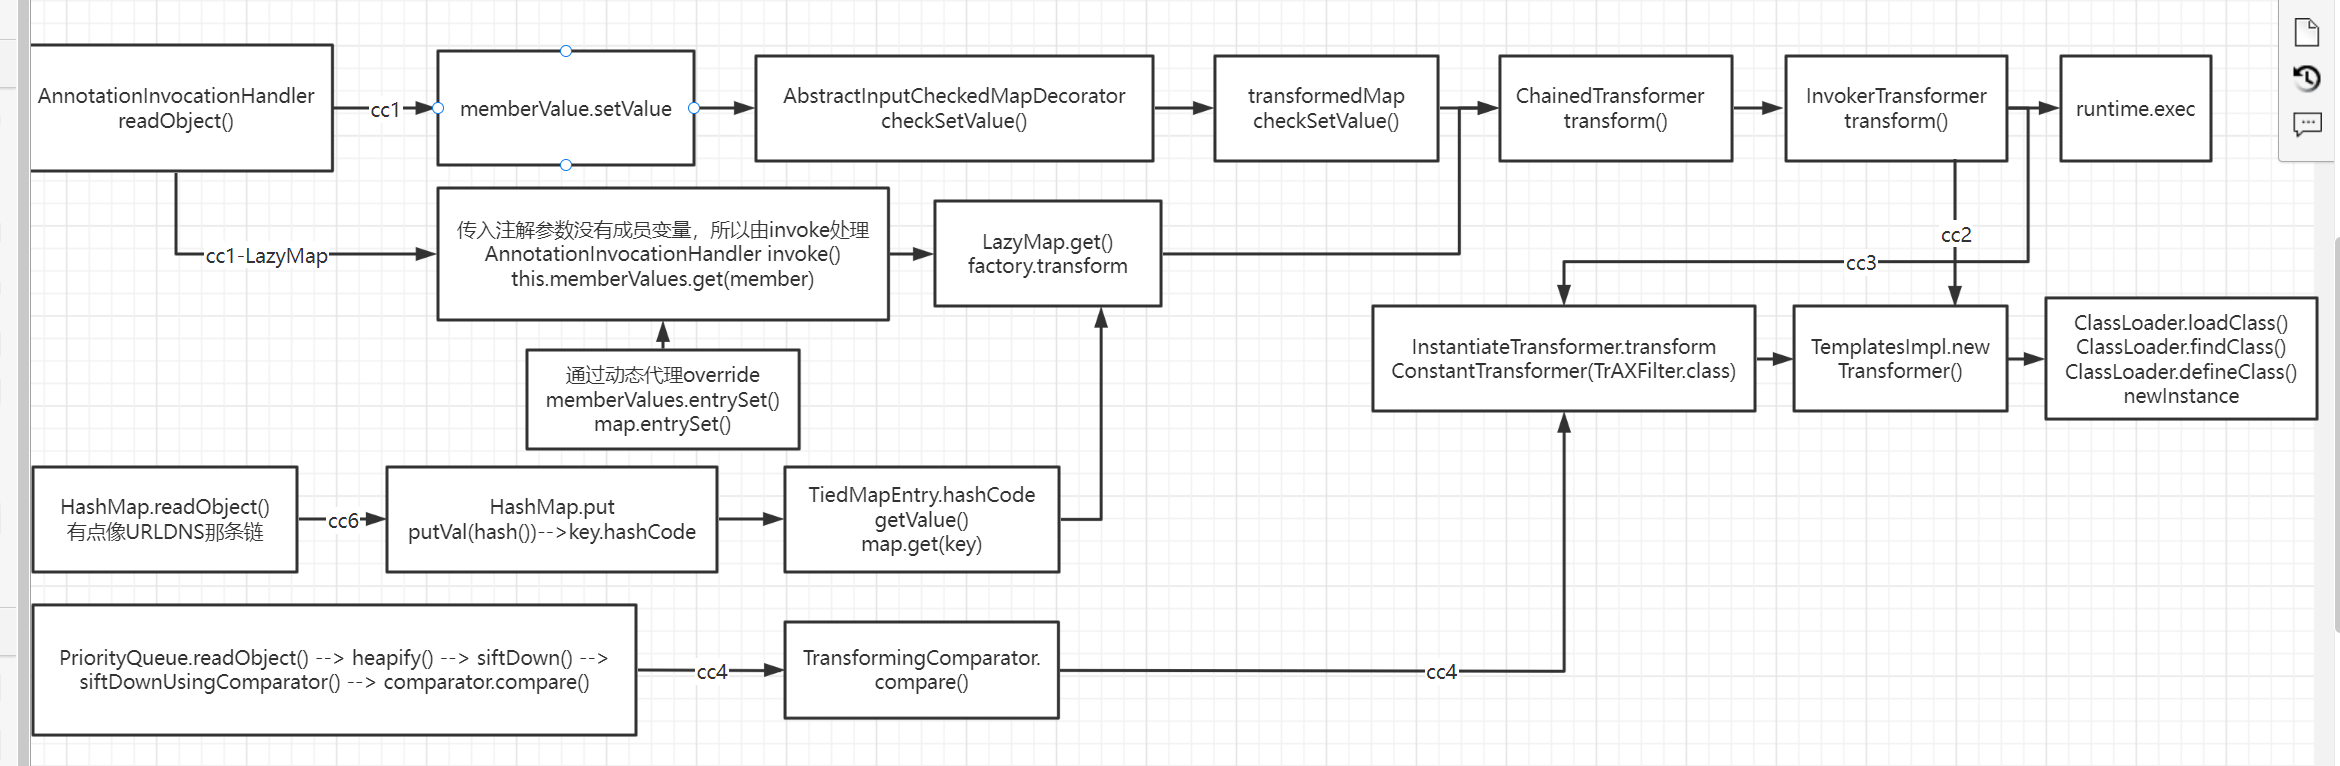 AnnotationInvocationHandler
readObject()
cc1
memberValue.setValue
AbstractInputCheckedMapDecorator
checkSetValue()
transformedMap
checkSetValue()
ChainedTransformer
transform()
InvokerTransformer
transform()
runtime.exec
cc1-LazyMap
传入注解参数没有成员变量，所以由invoke处理
AnnotationInvocationHandler invoke()
this.memberValues.get(member)
LazyMap.get()
factory.transform
cc2
cc3
通过动态代理override
memberValues.entrySet()
map.entrySet()
InstantiateTransformer.transform
ConstantTransformer(TrAXFilter.class)
TemplatesImpl.new
Transformer()
ClassLoader.loadClass()
ClassLoader.findClass()
ClassLoader.defineClass()
newInstance
HashMap.readObject()
有点像URLDNS那条链
cc6
HashMap.put
putVal(hash())-->key.hashCode
TiedMapEntry.hashCode
getValue()
map.get(key)
PriorityQueue.readObject() --> heapify() --> siftDown() -->
siftDownUsingComparator() --> comparator.compare()
cc4
TransformingComparator.
compare()
cc4